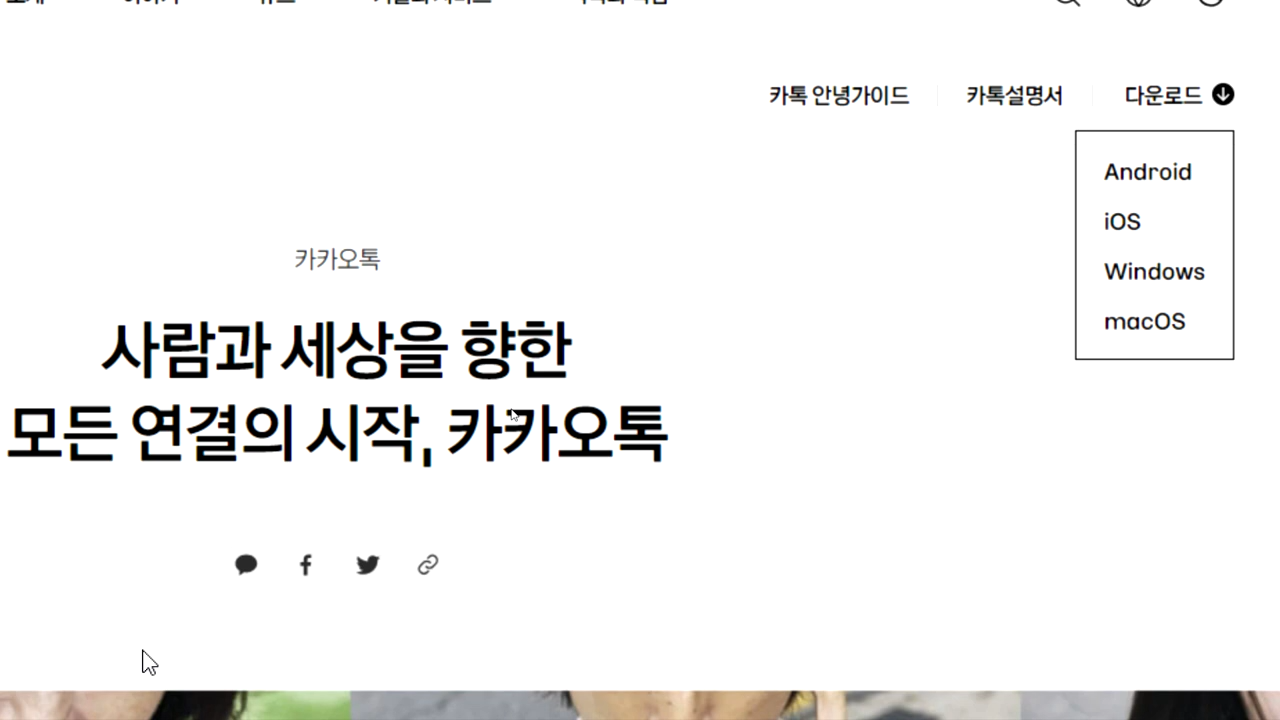 카톡 안녕가이드
카톡설명서
다운로드
Android
iOS
Windows
macOS
카카오톡
사람과 세상을 향한
모든 연결의 시작, 카카오톡